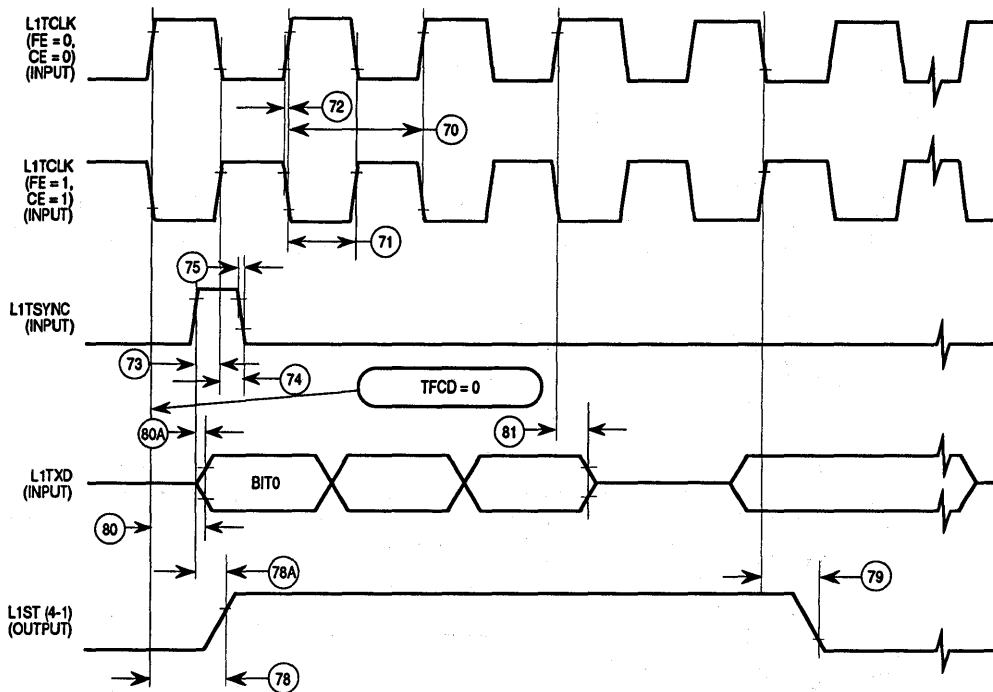 L1TCLK
(FE = 0,
CE = 0)
(INPUT)
72
70
L1TCLK
(FE = 1,
CE = 1)
(INPUT)
71
75
L1TSYNC
(INPUT)
73
74
TFCD = 0
80A
81
L1TXD
(INPUT)
BIT0
80
78A
79
L1ST (4-1)
(OUTPUT)
78